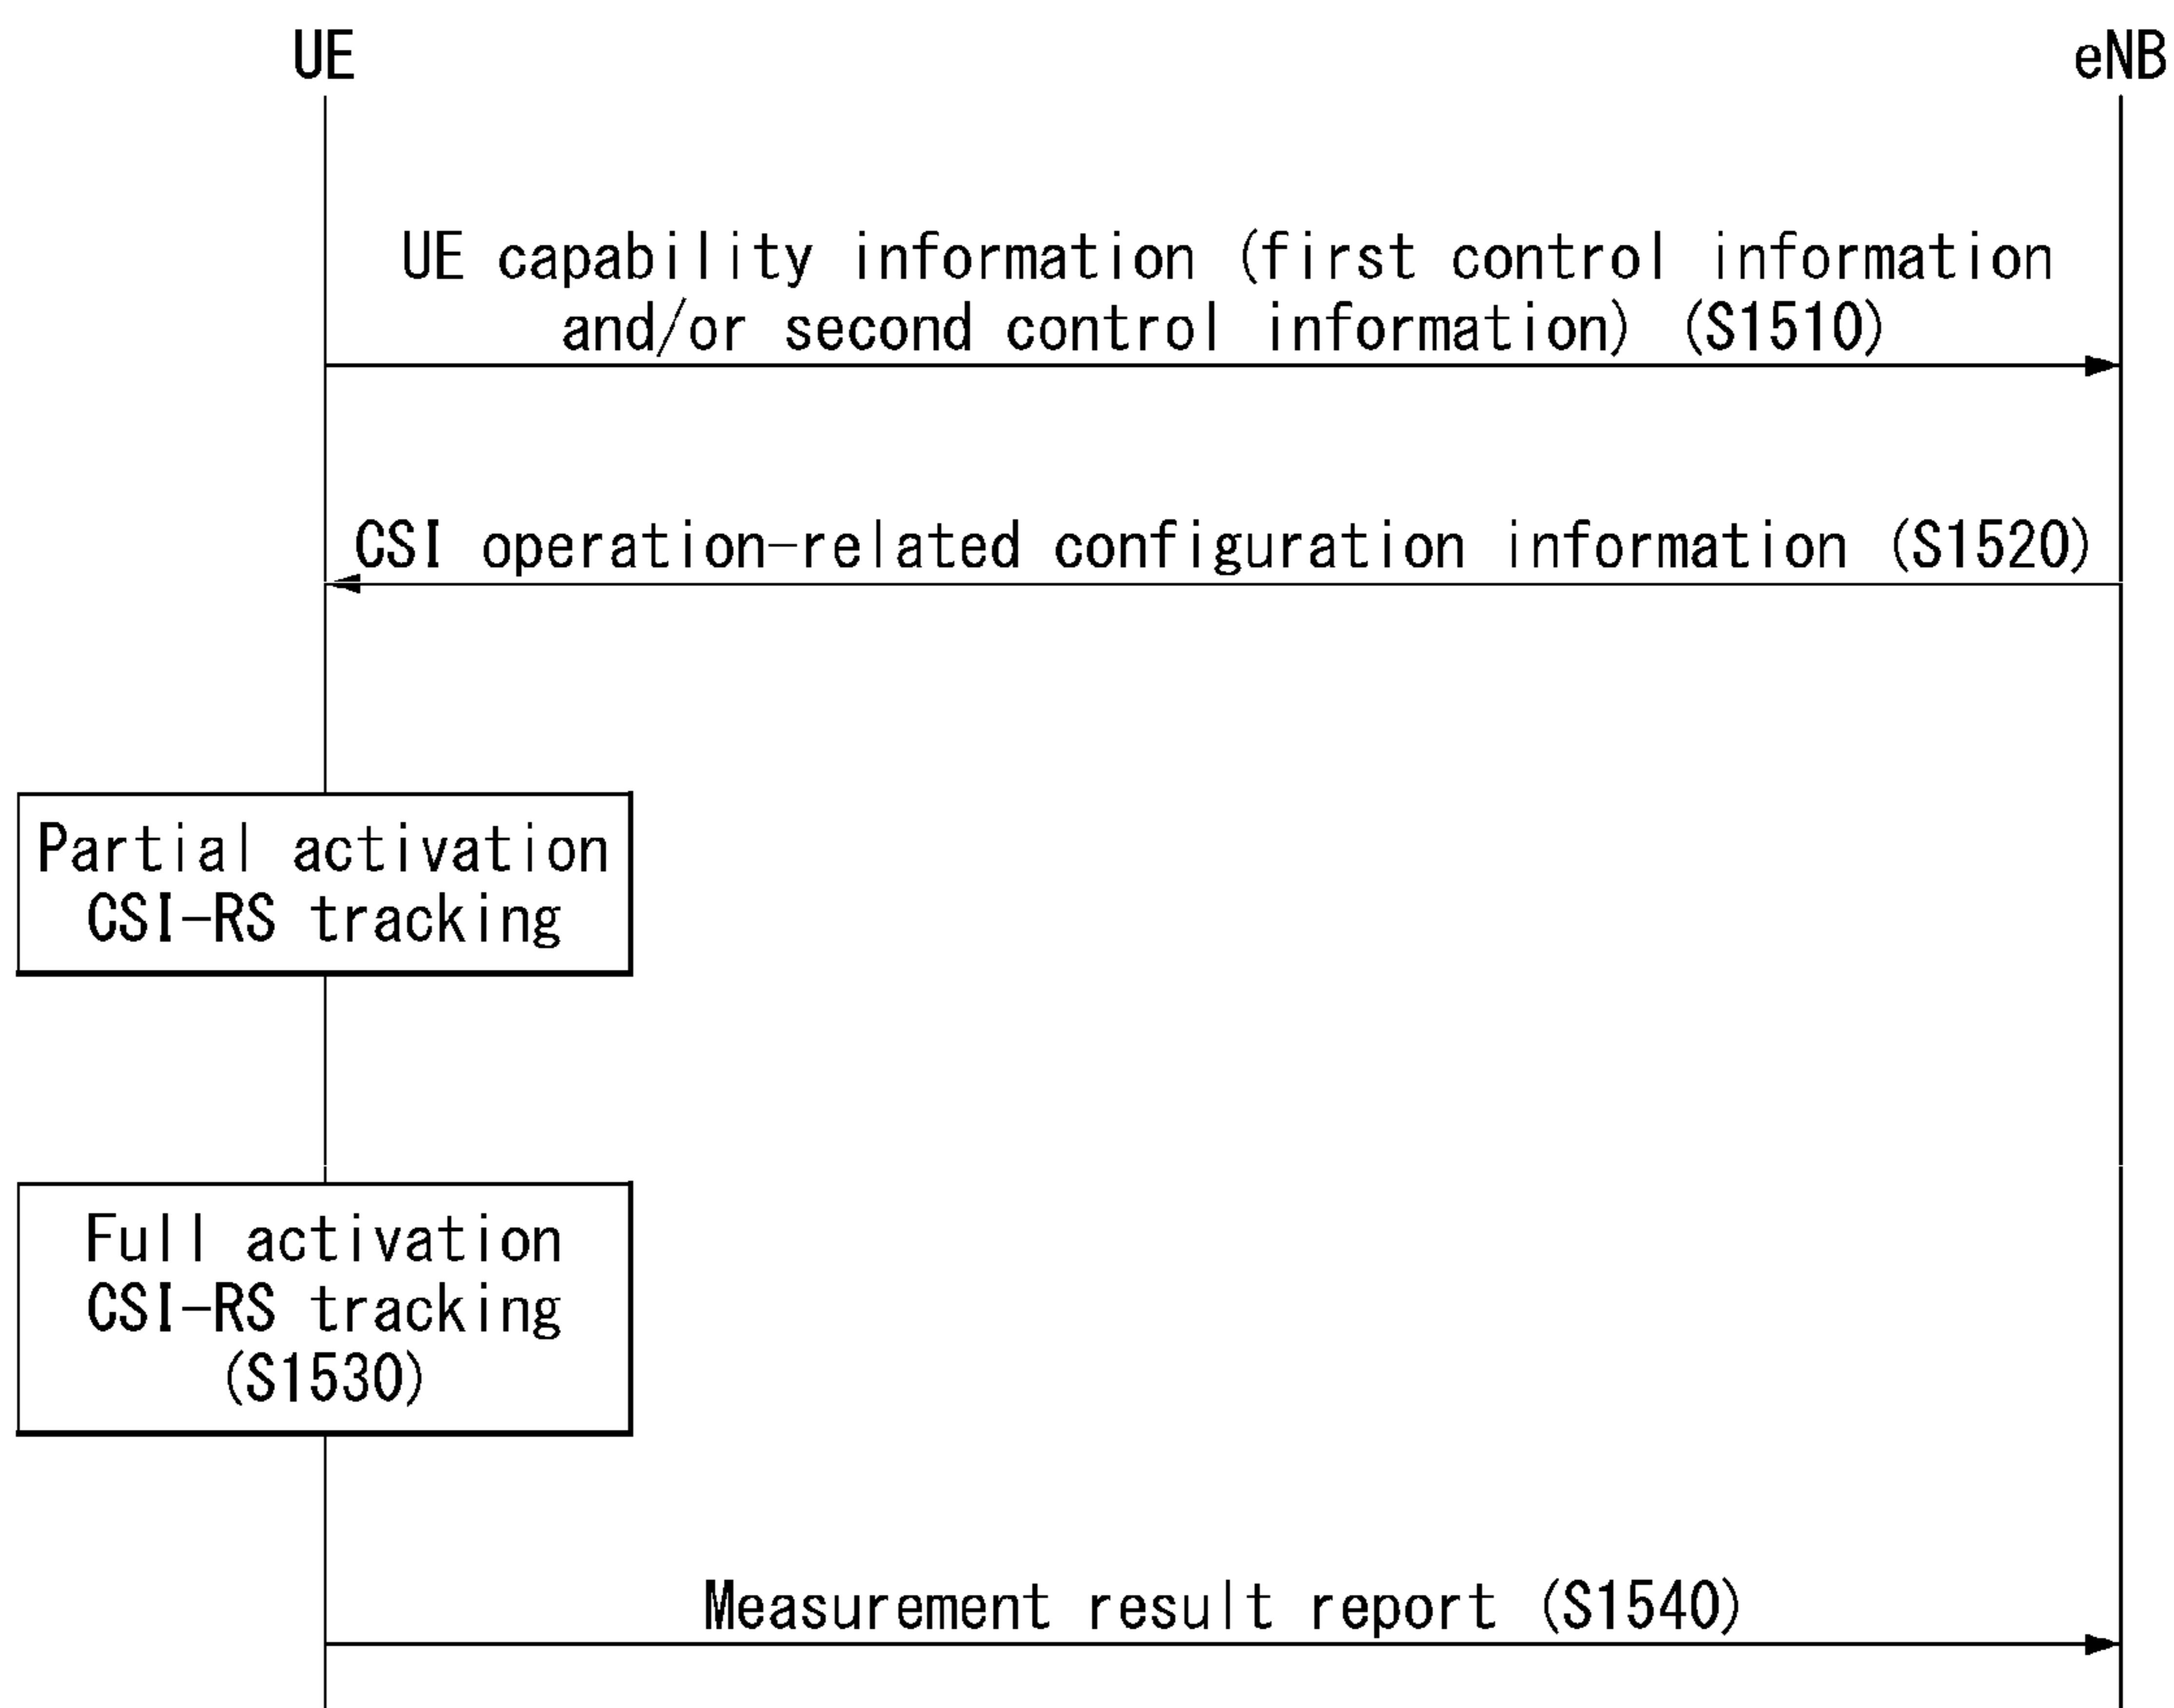 UE
eNB
UE capability information (first control information
and/or second control information) (S1510)
CSI operation-related configuration information (S1520)
Partial activation
CSI-RS tracking
Full activation
CSI-RS tracking
(S1530)
Measurement result report (S1540)